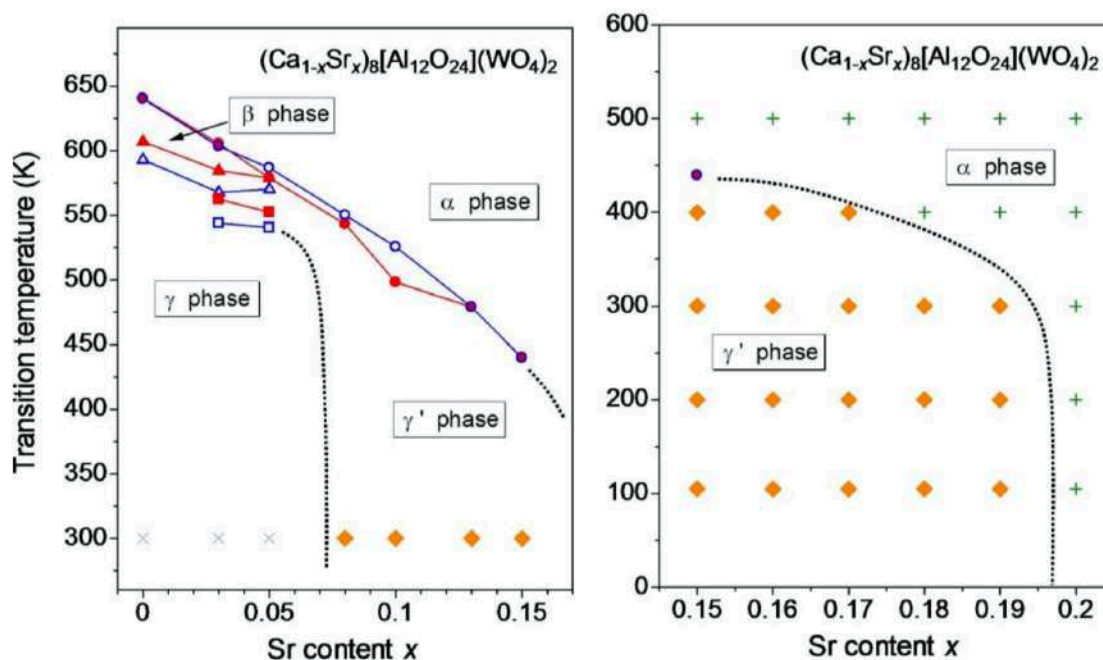 (Ca1-xSrx)8[Al12O24](WO4)2
650
600
550
500
450
400
350
300
β phase
α phase
γ phase
γ' phase
0
0.05
0.1
0.15
Sr content x
Transition temperature (K)
(Ca1-xSrx)8[Al12O24](WO4)2
600
500
400
300
200
100
0
α phase
γ' phase
0.15
0.16
0.17
0.18
0.19
0.2
Sr content x